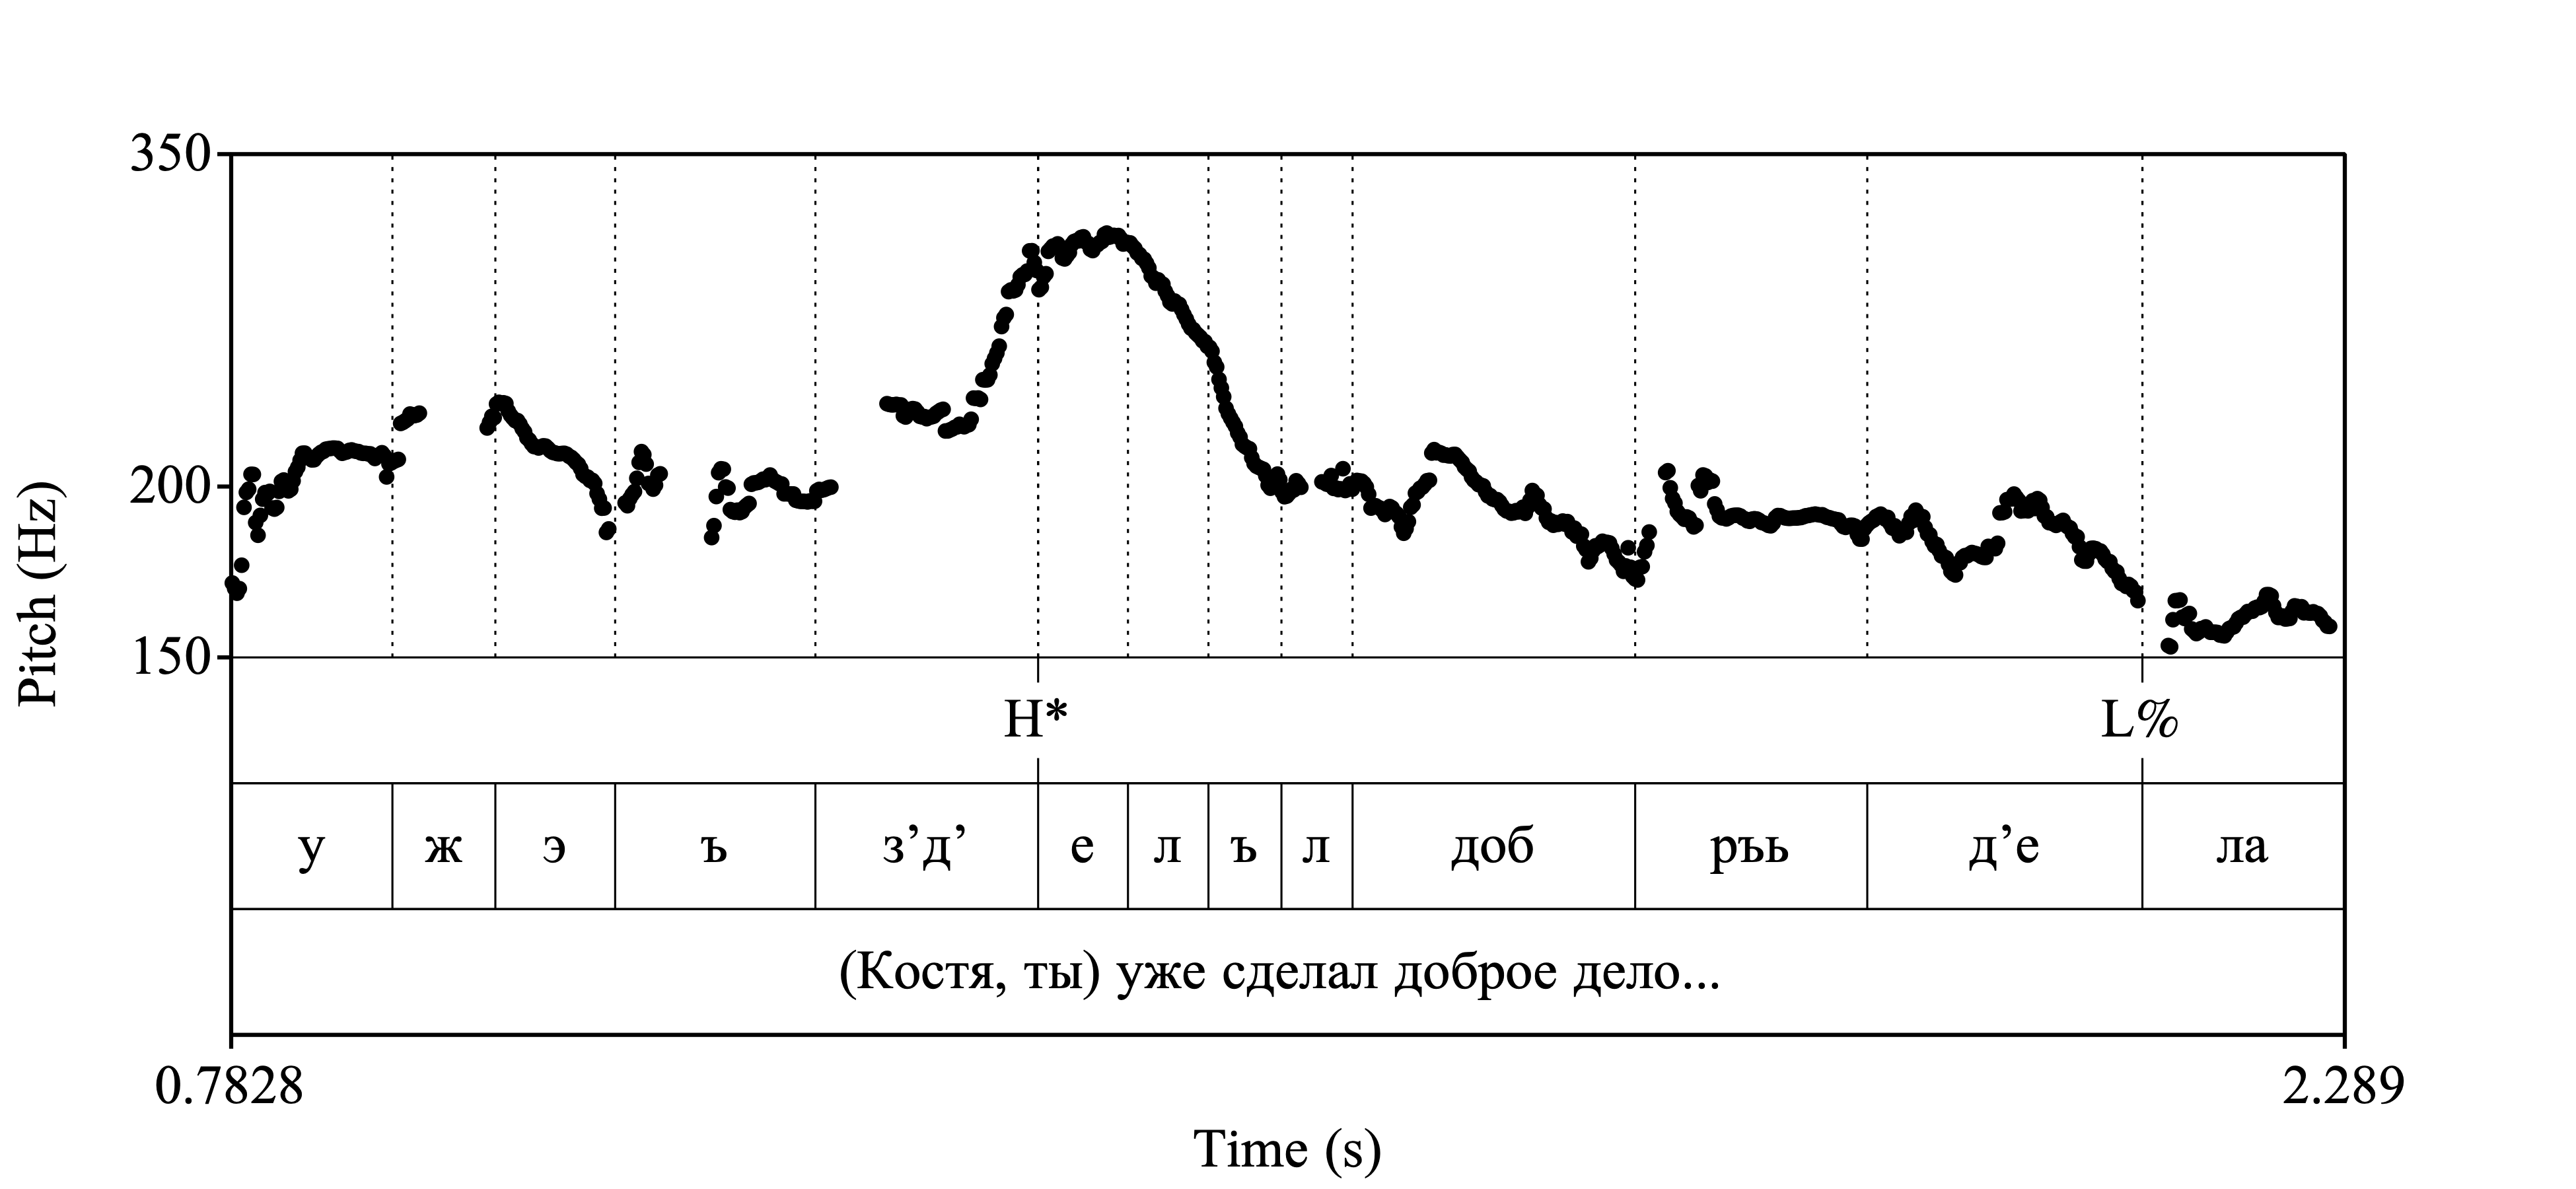 350
200
150
Pitch (Hz)
H* L%
у ж э ъ з’д’ е л ъ л доб ръь д’е ла
(Костя, ты) уже сделал доброе дело...
0.7828 2.289
Time (s)